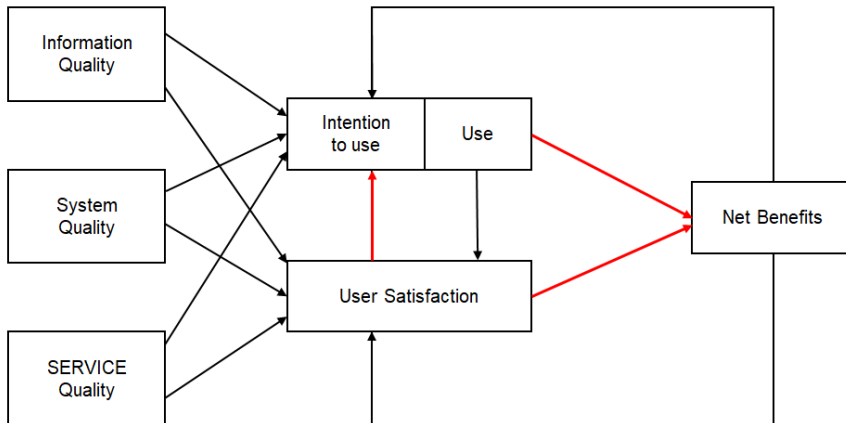 Information
Quality
Intention
to use
Use
System
Quality
Net Benefits
User Satisfaction
SERVICE
Quality